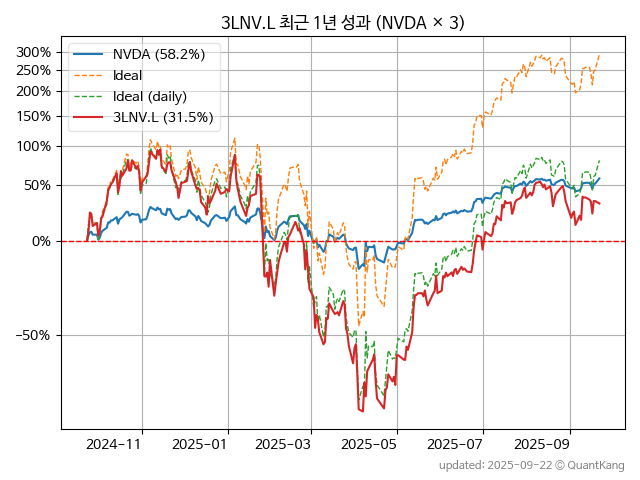 3LNV.L 최근 1년 성과 (NVDA × 3)
NVDA (58.2%)
Ideal
Ideal (daily)
3LNV.L (31.5%)
300%
250%
200%
150%
100%
50%
0%
−50%
2024-11
2025-01
2025-03
2025-05
2025-07
2025-09
updated: 2025-09-22 © QuantKang